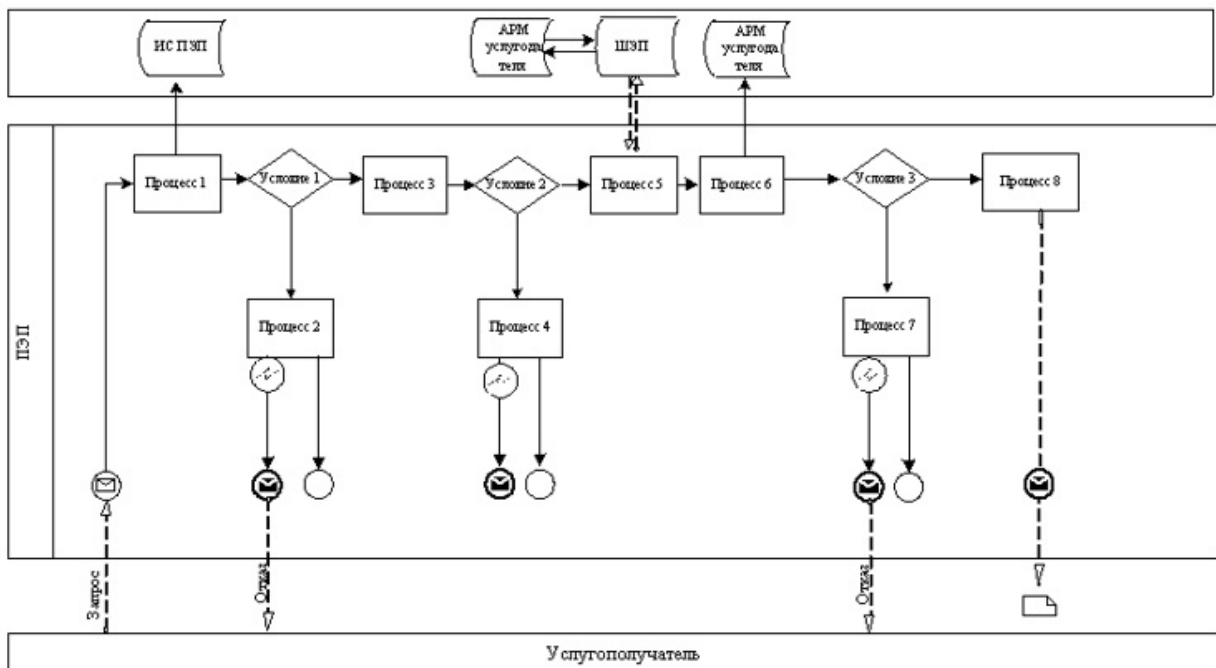 ИС ПЭП
АРМ
услугода
теля
ШЭП
АРМ
услугода
теля
Процесс 1
Условие 1
Процесс 3
Условие 2
Процесс 5
Процесс 6
Условие 3
Процесс 8
Процесс 2
Процесс 4
Процесс 7
ПЭП
Запрос
Отказ
Отказ
Услугополучатель